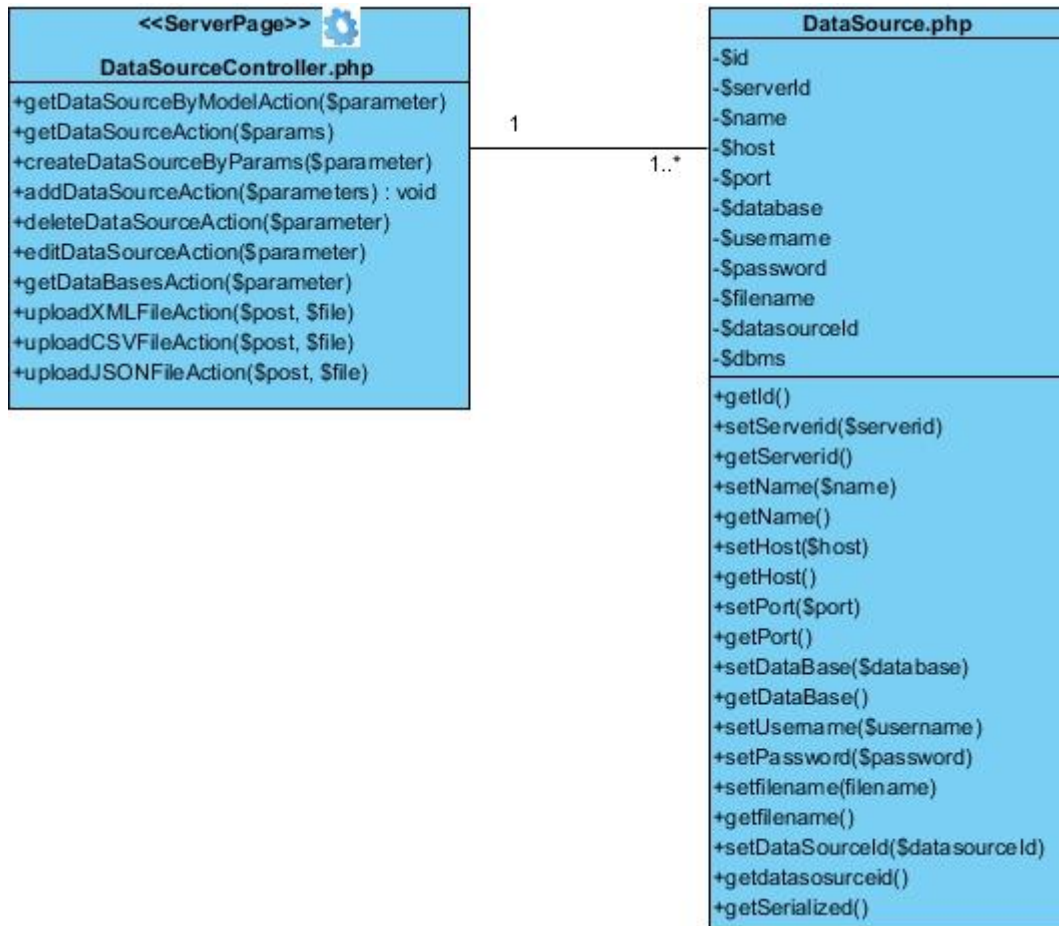 <<ServerPage>>
DataSourceController.php
+getDataSourceByModelAction($parameter)
+getDataSourceAction($params)
+createDataSourceByParams($parameter)
+addDataSourceAction($parameters) : void
+deleteDataSourceAction($parameter)
+editDataSourceAction($parameter)
+getDataBasesAction($parameter)
+uploadXMLFileAction($post, $file)
+uploadCSVFileAction($post, $file)
+uploadJSONFileAction($post, $file)
1
1..*
DataSource.php
-$id
-$serverId
-$name
-$host
-$port
-$database
-$username
-$password
-$filename
-$datasourceId
-$dbms
+getId()
+setServerid($serverid)
+getServerid()
+setName($name)
+getName()
+setHost($host)
+getHost()
+setPort($port)
+getPort()
+setDataBase($database)
+getDataBase()
+setUsername($username)
+setPassword($password)
+setfilename(filename)
+getfilename()
+setDataSourceId($datasourceId)
+getdatasosurceid()
+getSerialized()